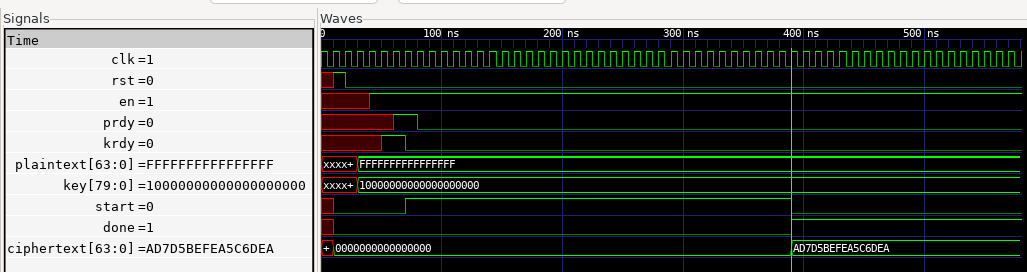 Signals
Waves
Time
0 100 ns 200 ns 300 ns 400 ns 500 ns
clk=1
rst=0
en=1
prdy=0
krdy=0
plaintext[63:0]=FFFFFFFFFFFFFFFF xxxx+ FFFFFFFFFFFFFFFF
key[79:0]=10000000000000000000 xxxx+ 10000000000000000000
start=0
done=1
ciphertext[63:0]=AD7D5BEFEA5C6DEA + 0000000000000000 AD7D5BEFEA5C6DEA